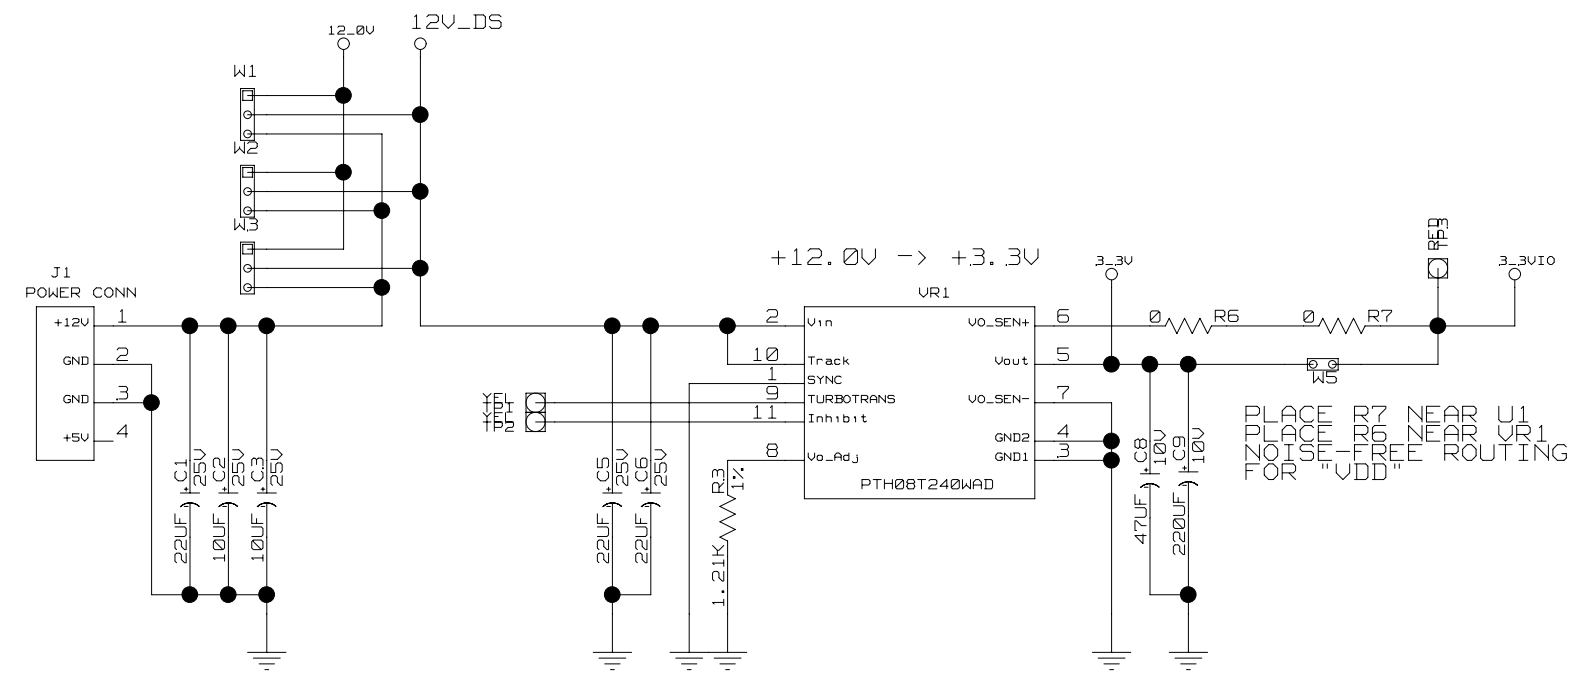 12_0V
12V_DS
W1
W2
W3
J1
POWER CONN
+12V 1
GND 2
GND 3
+5V 4
C1
25V
22UF
C2
25V
10UF
C3
25V
10UF
C5
25V
22UF
C6
25V
22UF
YEL
TP1
YEL
TP2
R3
1%
1.21K
+12.0V -> +3.3V
VR1
2 Vin
10 Track
1 SYNC
9 TURBOTRANS
11 Inhibit
8 Vo_Adj
VO_SEN+ 6
Vout 5
VO_SEN- 7
GND2 4
GND1 3
PTH08T240WAD
3_3V
0 R6
0 R7
W5
RED
TP3
3_3VIO
C8
10V
47UF
C9
10V
220UF
PLACE R7 NEAR U1
PLACE R6 NEAR VR1
NOISE-FREE ROUTING
FOR "VDD"